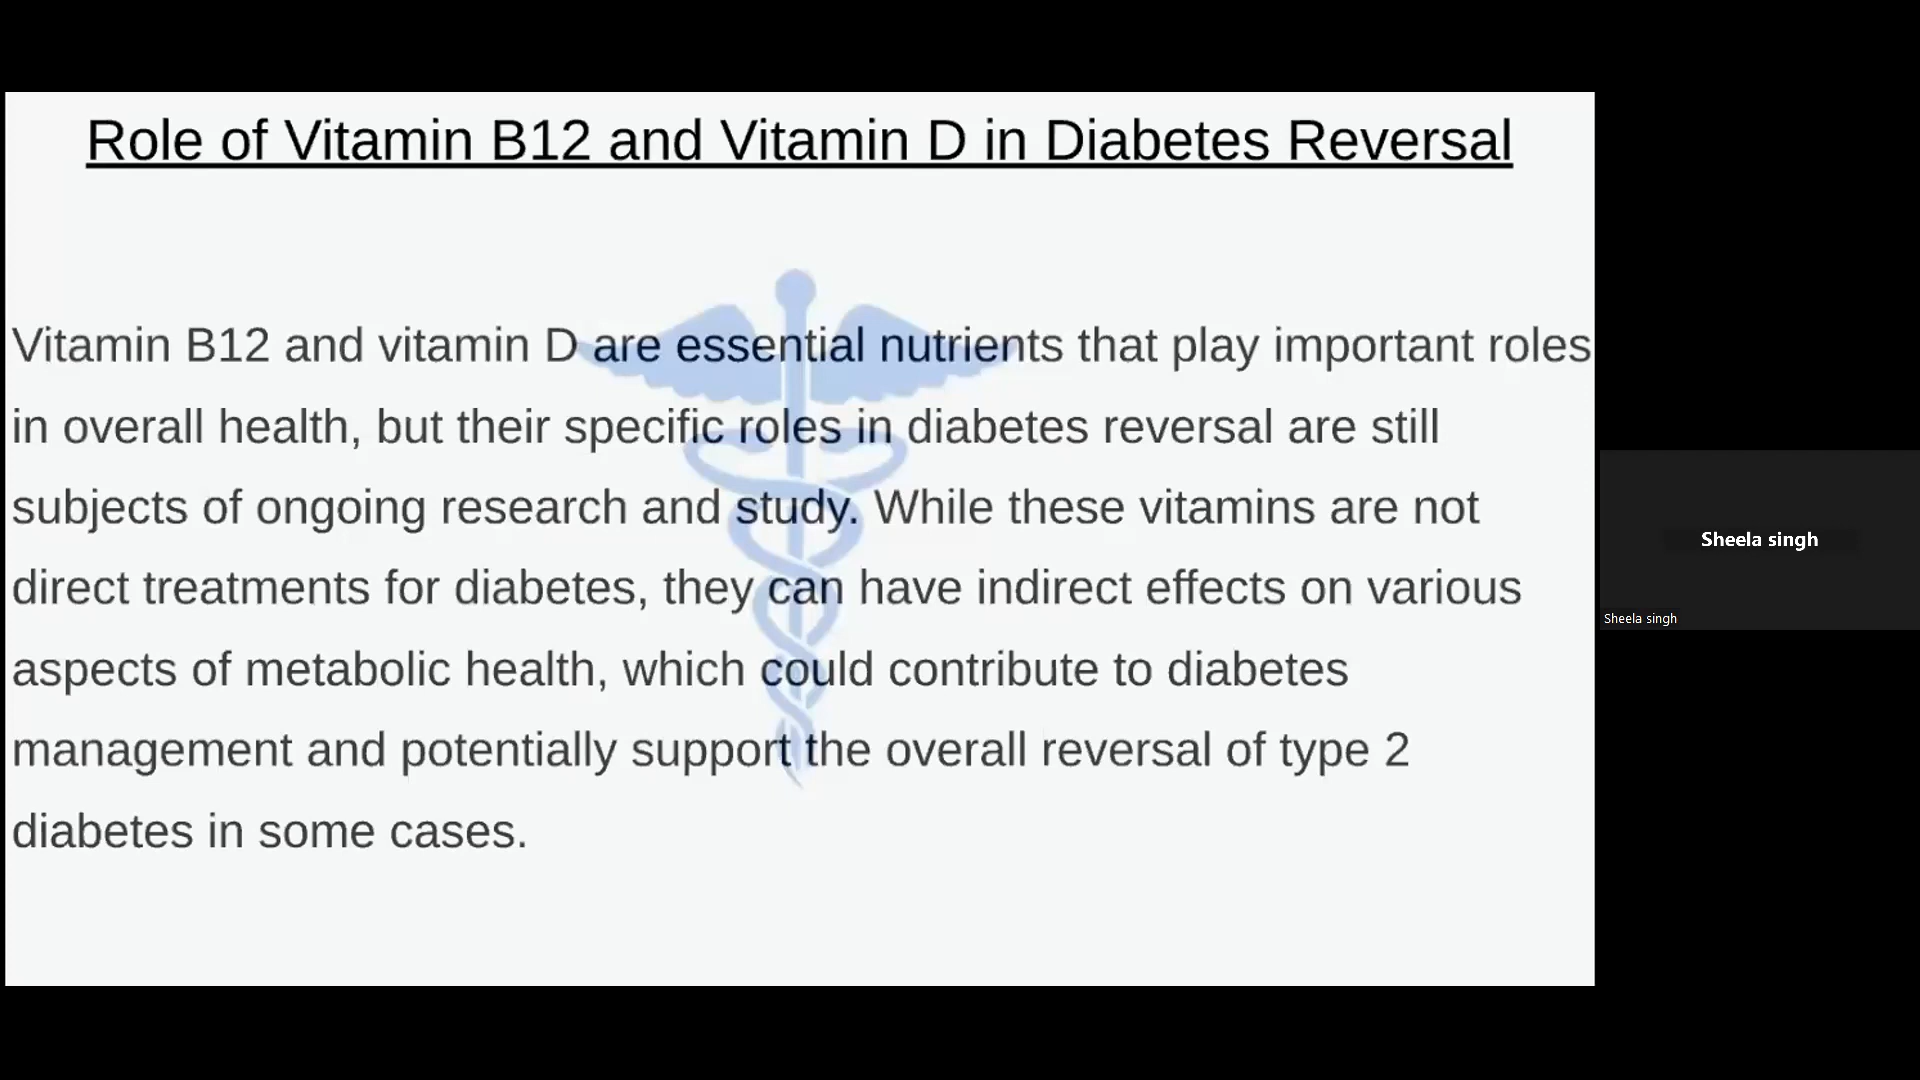 Role of Vitamin B12 and Vitamin D in Diabetes Reversal
Vitamin B12 and vitamin D are essential nutrients that play important roles
in overall health, but their specific roles in diabetes reversal are still
subjects of ongoing research and study. While these vitamins are not
direct treatments for diabetes, they can have indirect effects on various
aspects of metabolic health, which could contribute to diabetes
management and potentially support the overall reversal of type 2
diabetes in some cases.
Sheela singh
Sheela singh